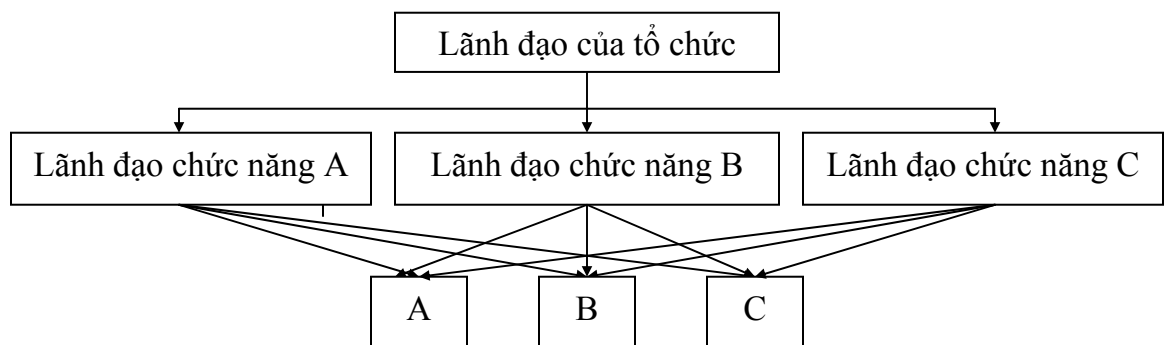 Lãnh đạo của tổ chức
Lãnh đạo chức năng A
Lãnh đạo chức năng B
Lãnh đạo chức năng C
A
B
C